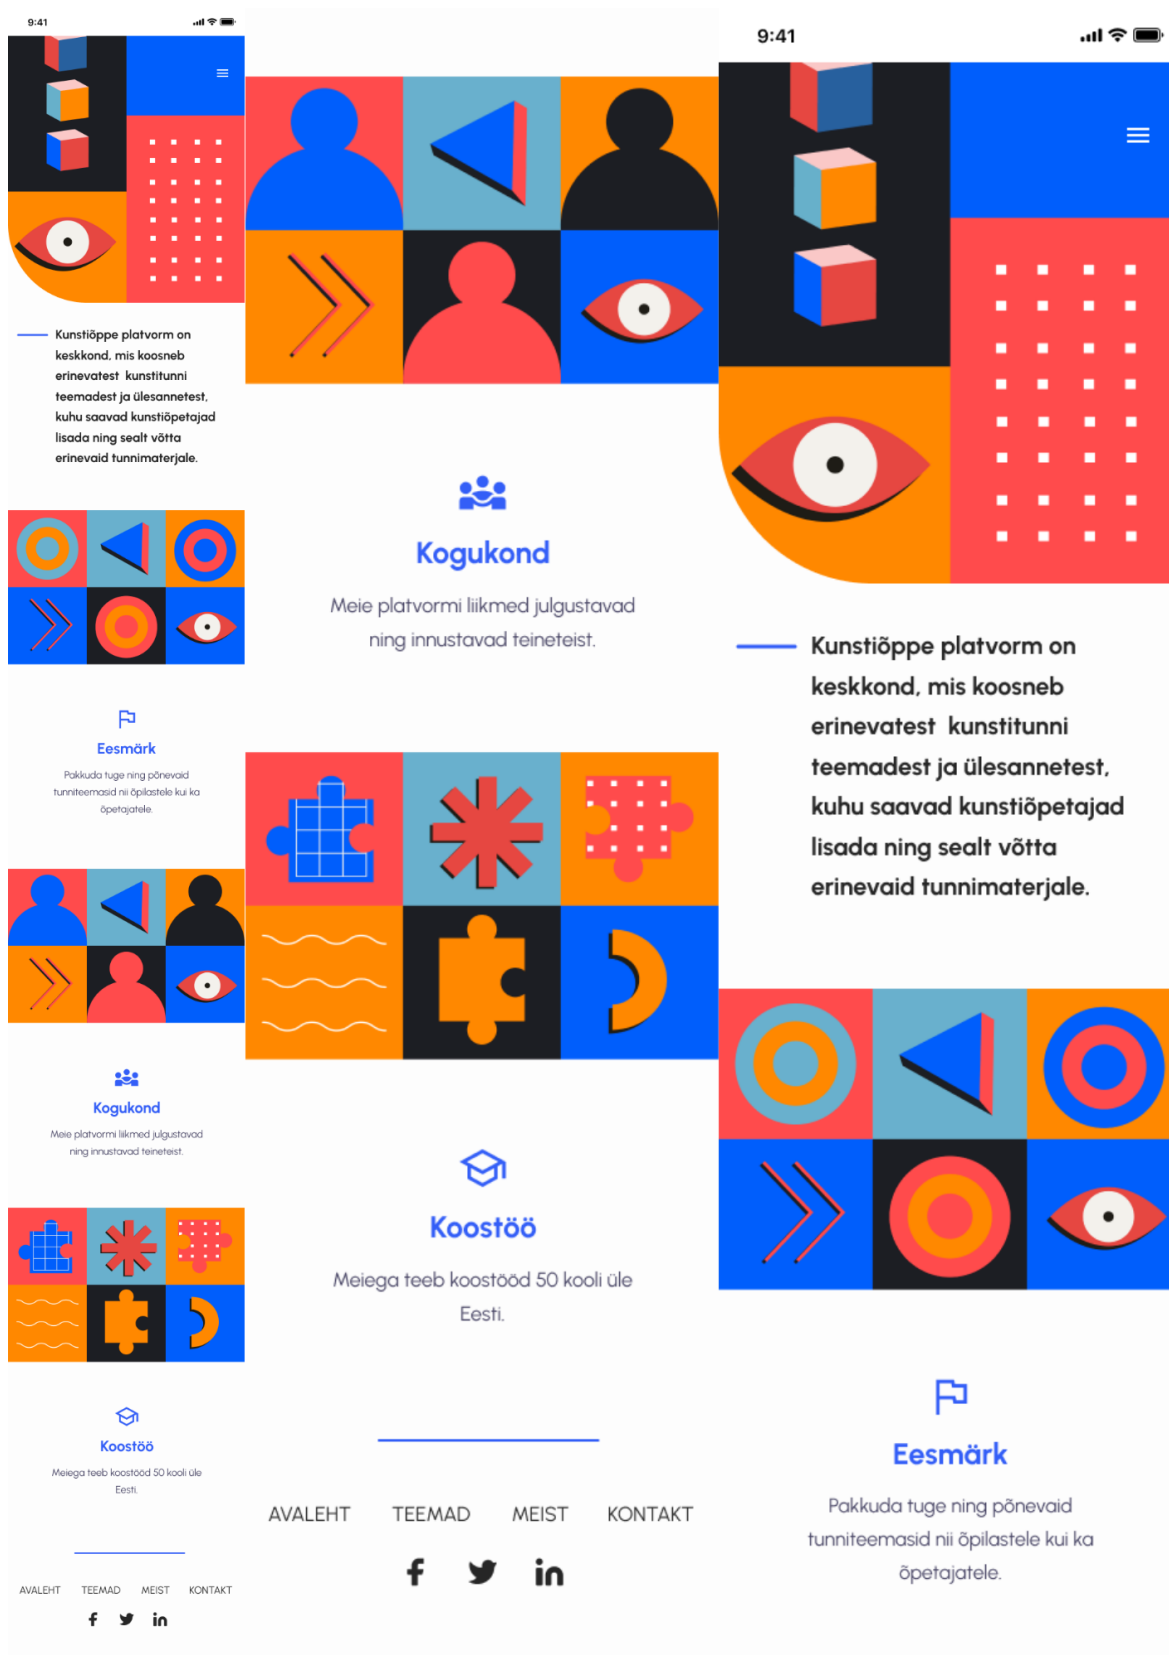 9:41
Kunstiõppe platvorm on
keskkond, mis koosneb
erinevatest kunstitunni
teemadest ja ülesannetest,
kuhu saavad kunstiõpetajad
lisada ning sealt võtta
erinevaid tunnimaterjale.
Eesmärk
Pakkuda tuge ning põnevaid
tunniteemasid nii õpilastele kui ka
õpetajatele.
Kogukond
Meie platvormi liikmed julgustavad
ning innustavad teineteist.
Koostöö
Meiega teeb koostööd 50 kooli üle
Eesti.
AVALEHT TEEMAD MEIST KONTAKT
Kogukond
Meie platvormi liikmed julgustavad
ning innustavad teineteist.
Koostöö
Meiega teeb koostööd 50 kooli üle
Eesti.
AVALEHT TEEMAD MEIST KONTAKT
9:41
Kunstiõppe platvorm on
keskkond, mis koosneb
erinevatest kunstitunni
teemadest ja ülesannetest,
kuhu saavad kunstiõpetajad
lisada ning sealt võtta
erinevaid tunnimaterjale.
Eesmärk
Pakkuda tuge ning põnevaid
tunniteemasid nii õpilastele kui ka
õpetajatele.